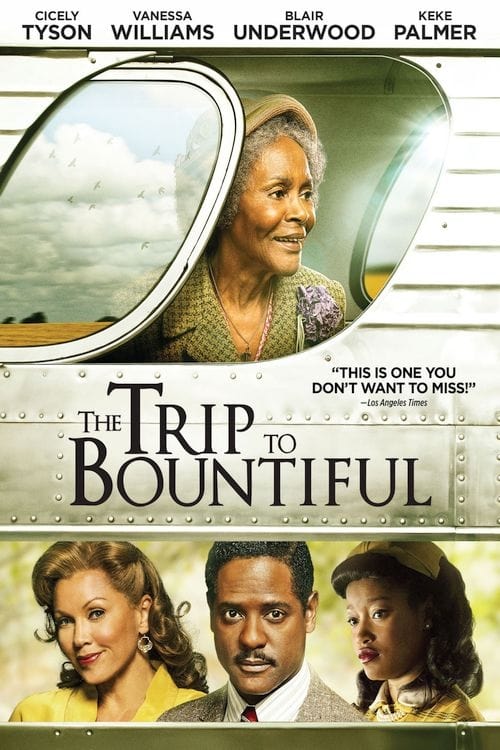 CICELY TYSON
VANESSA WILLIAMS
BLAIR UNDERWOOD
KEKE PALMER
“THIS IS ONE YOU
DON’T WANT TO MISS!”
—Los Angeles Times
THE TRIP TO
BOUNTIFUL